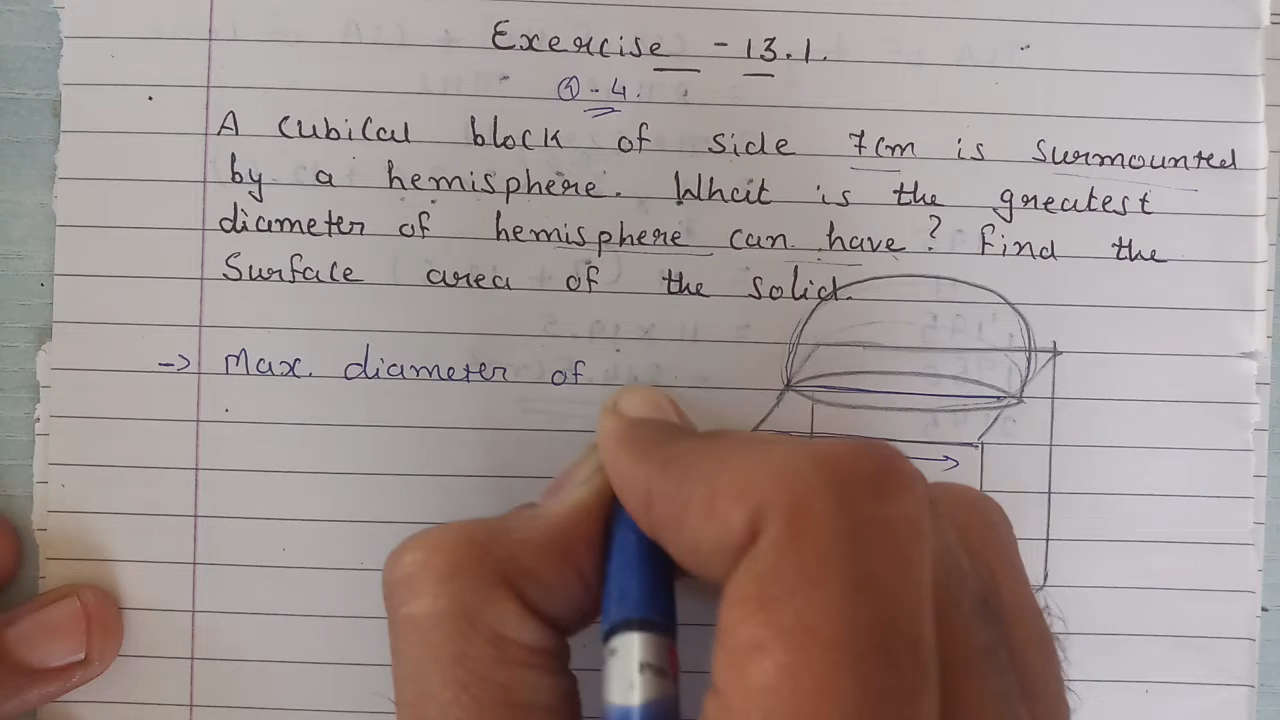 Exercise - 13.1.
Q - 4.
A cubical block of side 7cm is surmounted
by a hemisphere. What is the greatest
diameter of hemisphere can have? Find the
Surface area of the solid.
-> Max. diameter of